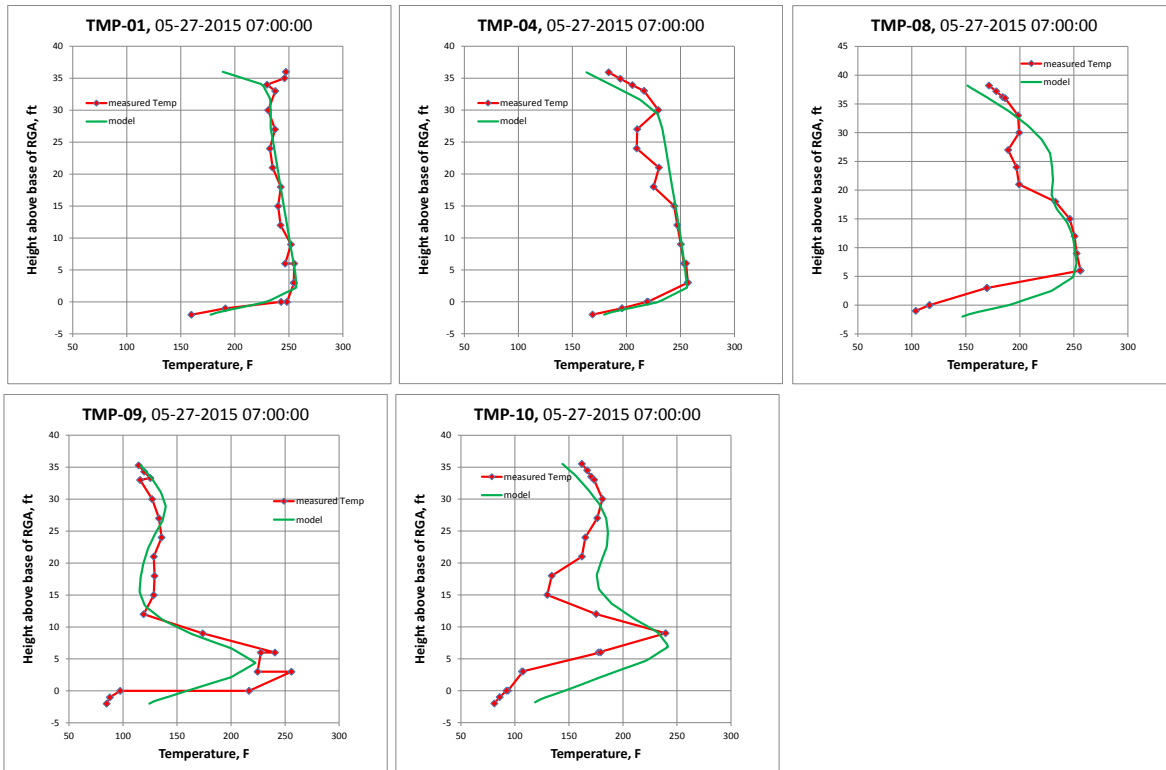 TMP-01, 05-27-2015 07:00:00
40
35
30
25
20
15
10
5
0
-5
Height above base of RGA, ft
measured Temp
model
50 100 150 200 250 300
Temperature, F
TMP-04, 05-27-2015 07:00:00
40
35
30
25
20
15
10
5
0
-5
Height above base of RGA, ft
measured Temp
model
50 100 150 200 250 300
Temperature, F
TMP-08, 05-27-2015 07:00:00
45
40
35
30
25
20
15
10
5
0
-5
Height above base of RGA, ft
measured Temp
model
50 100 150 200 250 300
Temperature, F
TMP-09, 05-27-2015 07:00:00
40
35
30
25
20
15
10
5
0
-5
Height above base of RGA, ft
measured Temp
model
50 100 150 200 250 300
Temperature, F
TMP-10, 05-27-2015 07:00:00
40
35
30
25
20
15
10
5
0
-5
Height above base of RGA, ft
measured Temp
model
50 100 150 200 250 300
Temperature, F